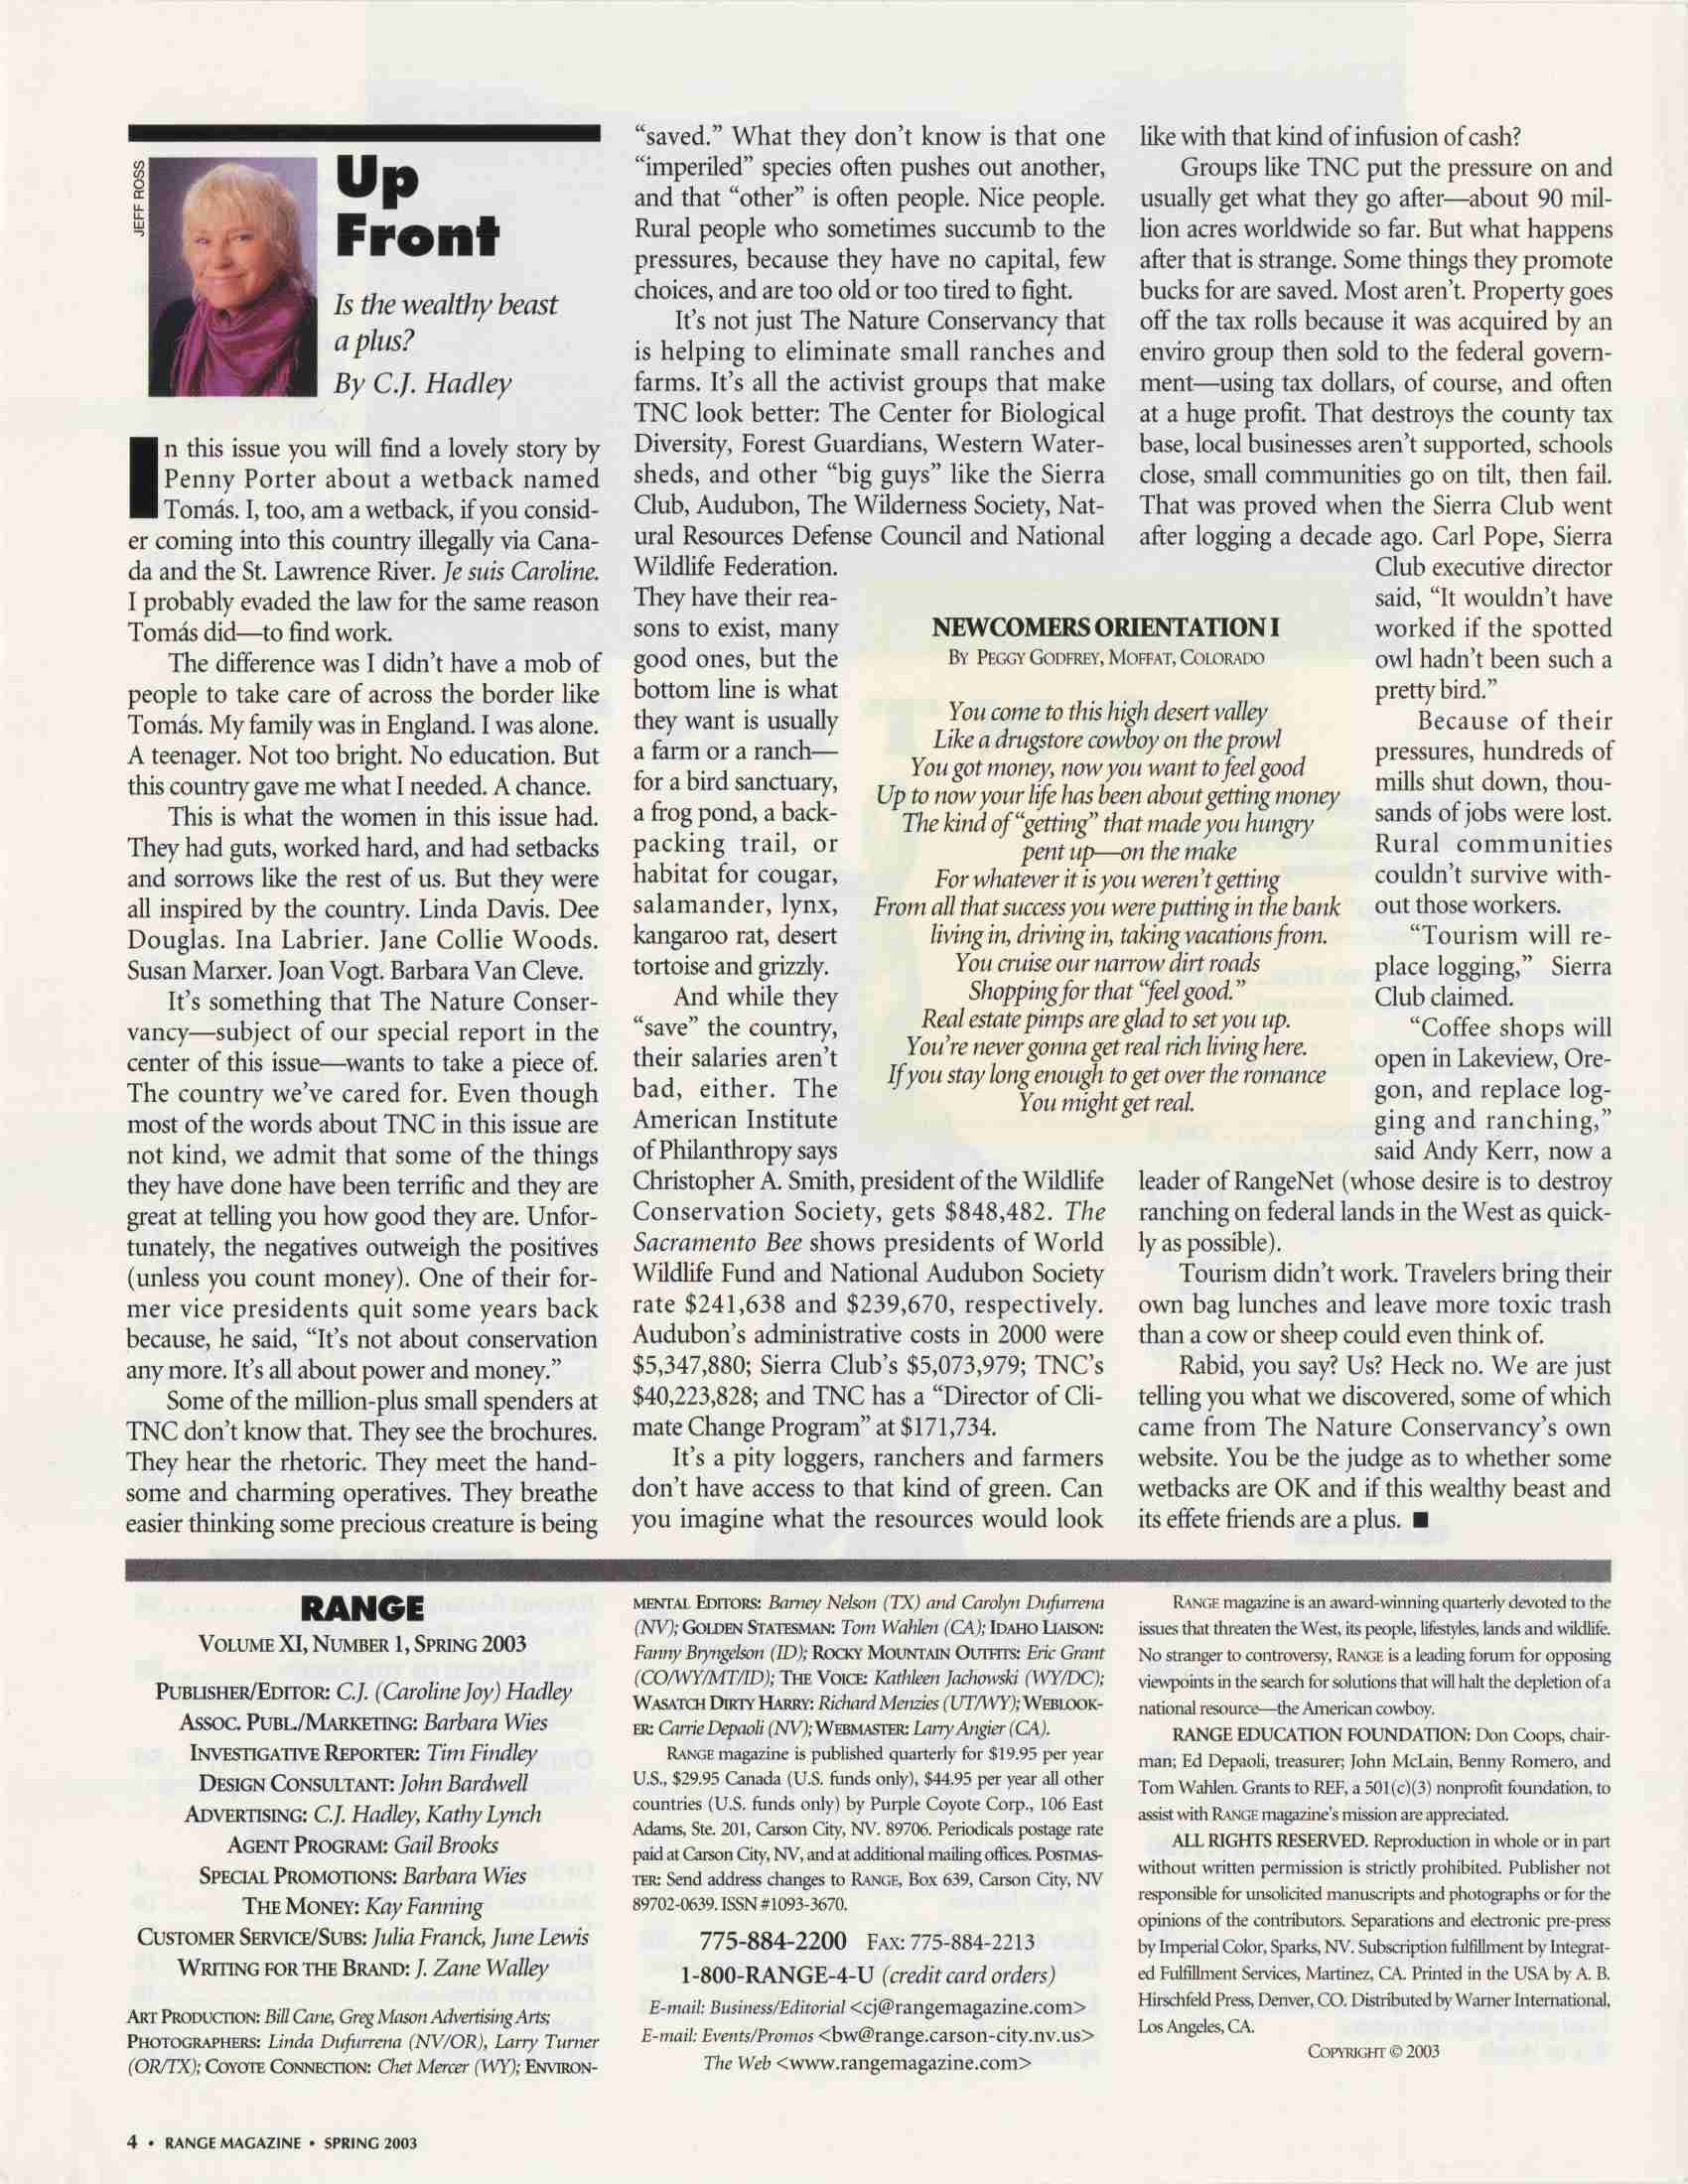 JEFF ROSS
Up
Front
Is the wealthy beast
a plus?
By C.J. Hadley
In this issue you will find a lovely story by
Penny Porter about a wetback named
Tomás. I, too, am a wetback, if you consid-
er coming into this country illegally via Cana-
da and the St. Lawrence River. Je suis Caroline.
I probably evaded the law for the same reason
Tomás did—to find work.
The difference was I didn't have a mob of
people to take care of across the border like
Tomás. My family was in England. I was alone.
A teenager. Not too bright. No education. But
this country gave me what I needed. A chance.
This is what the women in this issue had.
They had guts, worked hard, and had setbacks
and sorrows like the rest of us. But they were
all inspired by the country. Linda Davis. Dee
Douglas. Ina Labrier. Jane Collie Woods.
Susan Marxer. Joan Vogt. Barbara Van Cleve.
It's something that The Nature Conser-
vancy—subject of our special report in the
center of this issue—wants to take a piece of.
The country we've cared for. Even though
most of the words about TNC in this issue are
not kind, we admit that some of the things
they have done have been terrific and they are
great at telling you how good they are. Unfor-
tunately, the negatives outweigh the positives
(unless you count money). One of their for-
mer vice presidents quit some years back
because, he said, "It's not about conservation
any more. It's all about power and money."
Some of the million-plus small spenders at
TNC don't know that. They see the brochures.
They hear the rhetoric. They meet the hand-
some and charming operatives. They breathe
easier thinking some precious creature is being
"saved." What they don't know is that one
"imperiled" species often pushes out another,
and that "other" is often people. Nice people.
Rural people who sometimes succumb to the
pressures, because they have no capital, few
choices, and are too old or too tired to fight.
It's not just The Nature Conservancy that
is helping to eliminate small ranches and
farms. It's all the activist groups that make
TNC look better: The Center for Biological
Diversity, Forest Guardians, Western Water-
sheds, and other "big guys" like the Sierra
Club, Audubon, The Wilderness Society, Nat-
ural Resources Defense Council and National
Wildlife Federation.
They have their rea-
sons to exist, many
good ones, but the
bottom line is what
they want is usually
a farm or a ranch—
for a bird sanctuary,
a frog pond, a back-
packing trail, or
habitat for cougar,
salamander, lynx,
kangaroo rat, desert
tortoise and grizzly.
And while they
"save" the country,
their salaries aren't
bad, either. The
American Institute
of Philanthropy says
Christopher A. Smith, president of the Wildlife
Conservation Society, gets $848,482. The
Sacramento Bee shows presidents of World
Wildlife Fund and National Audubon Society
rate $241,638 and $239,670, respectively.
Audubon's administrative costs in 2000 were
$5,347,880; Sierra Club's $5,073,979; TNC's
$40,223,828; and TNC has a "Director of Cli-
mate Change Program" at $171,734.
It's a pity loggers, ranchers and farmers
don't have access to that kind of green. Can
you imagine what the resources would look
like with that kind of infusion of cash?
Groups like TNC put the pressure on and
usually get what they go after—about 90 mil-
lion acres worldwide so far. But what happens
after that is strange. Some things they promote
bucks for are saved. Most aren't. Property goes
off the tax rolls because it was acquired by an
enviro group then sold to the federal govern-
ment—using tax dollars, of course, and often
at a huge profit. That destroys the county tax
base, local businesses aren't supported, schools
close, small communities go on tilt, then fail.
That was proved when the Sierra Club went
after logging a decade ago. Carl Pope, Sierra
Club executive director
said, "It wouldn't have
worked if the spotted
owl hadn't been such a
pretty bird."
Because of their
pressures, hundreds of
mills shut down, thou-
sands of jobs were lost.
Rural communities
couldn't survive with-
out those workers.
"Tourism will re-
place logging," Sierra
Club claimed.
"Coffee shops will
open in Lakeview, Ore-
gon, and replace log-
ging and ranching,"
said Andy Kerr, now a
leader of RangeNet (whose desire is to destroy
ranching on federal lands in the West as quick-
ly as possible).
Tourism didn't work. Travelers bring their
own bag lunches and leave more toxic trash
than a cow or sheep could even think of.
Rabid, you say? Us? Heck no. We are just
telling you what we discovered, some of which
came from The Nature Conservancy's own
website. You be the judge as to whether some
wetbacks are OK and if this wealthy beast and
its effete friends are a plus. ■
NEWCOMERS ORIENTATION I
BY PEGGY GODFREY, MOFFAT, COLORADO
You come to this high desert valley
Like a drugstore cowboy on the prowl
You got money, now you want to feel good
Up to now your life has been about getting money
The kind of "getting" that made you hungry
pent up—on the make
For whatever it is you weren't getting
From all that success you were putting in the bank
living in, driving in, taking vacations from.
You cruise our narrow dirt roads
Shopping for that "feel good."
Real estate pimps are glad to set you up.
You're never gonna get real rich living here.
If you stay long enough to get over the romance
You might get real.
RANGE
VOLUME XI, NUMBER 1, SPRING 2003
PUBLISHER/EDITOR: C.J. (Caroline Joy) Hadley
ASSOC. PUBL./MARKETING: Barbara Wies
INVESTIGATIVE REPORTER: Tim Findley
DESIGN CONSULTANT: John Bardwell
ADVERTISING: C.J. Hadley, Kathy Lynch
AGENT PROGRAM: Gail Brooks
SPECIAL PROMOTIONS: Barbara Wies
THE MONEY: Kay Fanning
CUSTOMER SERVICE/SUBS: Julia Franck, June Lewis
WRITING FOR THE BRAND: J. Zane Walley
ART PRODUCTION: Bill Cane, Greg Mason Advertising Arts;
PHOTOGRAPHERS: Linda Dufurrena (NV/OR), Larry Turner
(OR/TX); COYOTE CONNECTION: Chet Mercer (WY); ENVIRON-
MENTAL EDITORS: Barney Nelson (TX) and Carolyn Dufurrena
(NV); GOLDEN STATESMAN: Tom Wahlen (CA); IDAHO LIAISON:
Fanny Bryngelson (ID); ROCKY MOUNTAIN OUTFITS: Eric Grant
(CO/WY/MT/ID); THE VOICE: Kathleen Jachowski (WY/DC);
WASATCH DIRTY HARRY: Richard Menzies (UT/WY); WEBLOOK-
ER: Carrie Depaoli (NV); WEBMASTER: Larry Angier (CA).
RANGE magazine is published quarterly for $19.95 per year
U.S., $29.95 Canada (U.S. funds only), $44.95 per year all other
countries (U.S. funds only) by Purple Coyote Corp., 106 East
Adams, Ste. 201, Carson City, NV. 89706. Periodicals postage rate
paid at Carson City, NV, and at additional mailing offices. POSTMAS-
TER: Send address changes to RANGE, Box 639, Carson City, NV
89702-0639. ISSN #1093-3670.
775-884-2200 FAX: 775-884-2213
1-800-RANGE-4-U (credit card orders)
E-mail: Business/Editorial <cj@rangemagazine.com>
E-mail: Events/Promos <bw@range.carson-city.nv.us>
The Web <www.rangemagazine.com>
RANGE magazine is an award-winning quarterly devoted to the
issues that threaten the West, its people, lifestyles, lands and wildlife.
No stranger to controversy, RANGE is a leading forum for opposing
viewpoints in the search for solutions that will halt the depletion of a
national resource—the American cowboy.
RANGE EDUCATION FOUNDATION: Don Coops, chair-
man; Ed Depaoli, treasurer; John McLain, Benny Romero, and
Tom Wahlen. Grants to REF, a 501(c)(3) nonprofit foundation, to
assist with RANGE magazine's mission are appreciated.
ALL RIGHTS RESERVED. Reproduction in whole or in part
without written permission is strictly prohibited. Publisher not
responsible for unsolicited manuscripts and photographs or for the
opinions of the contributors. Separations and electronic pre-press
by Imperial Color, Sparks, NV. Subscription fulfillment by Integrat-
ed Fulfillment Services, Martinez, CA. Printed in the USA by A. B.
Hirschfeld Press, Denver, CO. Distributed by Warner International,
Los Angeles, CA.
COPYRIGHT © 2003
4 • RANGE MAGAZINE • SPRING 2003